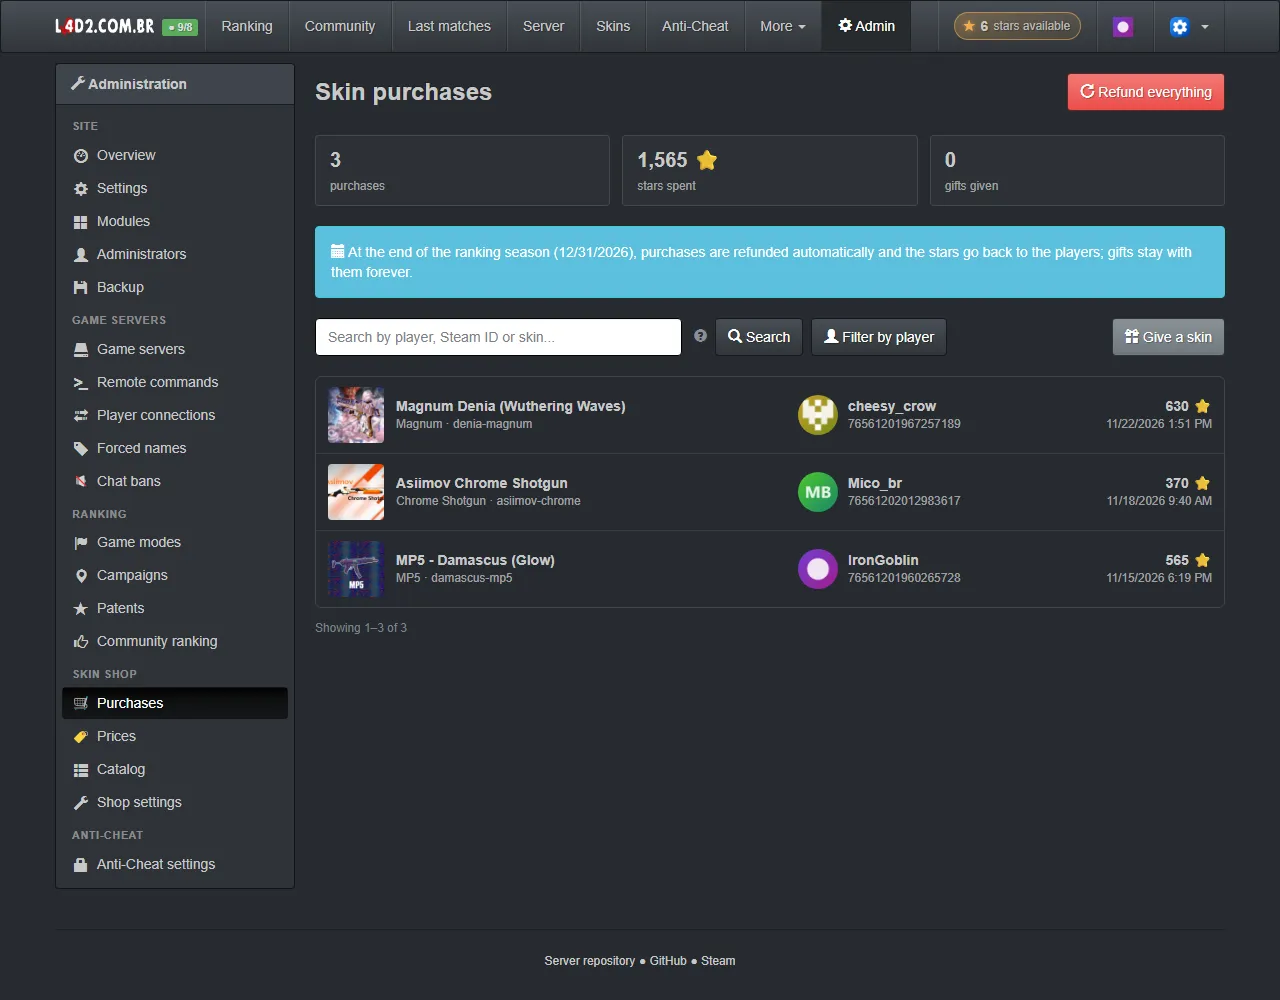 L4D2.COM.BR ● 9/8 Ranking Community Last matches Server Skins Anti-Cheat More Admin ★ 6 stars available
Administration
SITE
Overview
Settings
Modules
Administrators
Backup
GAME SERVERS
Game servers
Remote commands
Player connections
Forced names
Chat bans
RANKING
Game modes
Campaigns
Patents
Community ranking
SKIN SHOP
Purchases
Prices
Catalog
Shop settings
ANTI-CHEAT
Anti-Cheat settings
Skin purchases
Refund everything
3
purchases
1,565
stars spent
0
gifts given
At the end of the ranking season (12/31/2026), purchases are refunded automatically and the stars go back to the players; gifts stay with
them forever.
Search by player, Steam ID or skin... ? Search Filter by player Give a skin
Magnum Denia (Wuthering Waves)
Magnum · denia-magnum
cheesy_crow
76561201967257189
630
11/22/2026 1:51 PM
Chrome Shotgun
Asiimov Chrome Shotgun
Chrome Shotgun · asiimov-chrome
MB
Mico_br
76561202012983617
370
11/18/2026 9:40 AM
MP5
MP5 - Damascus (Glow)
MP5 · damascus-mp5
IronGoblin
76561201960265728
565
11/15/2026 6:19 PM
Showing 1–3 of 3
Server repository ● GitHub ● Steam